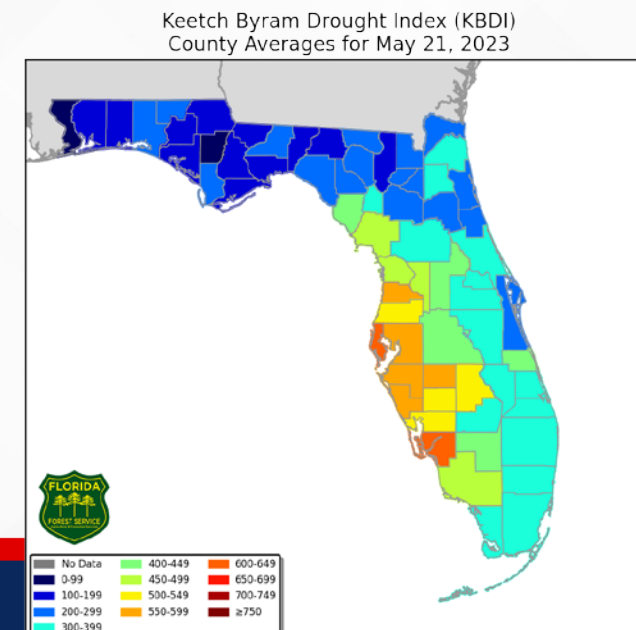 Keetch Byram Drought Index (KBDI)
County Averages for May 21, 2023
FLORIDA
FOREST SERVICE
No Data
0-99
100-199
200-299
300-399
400-449
450-499
500-549
550-599
600-649
650-699
700-749
≥750